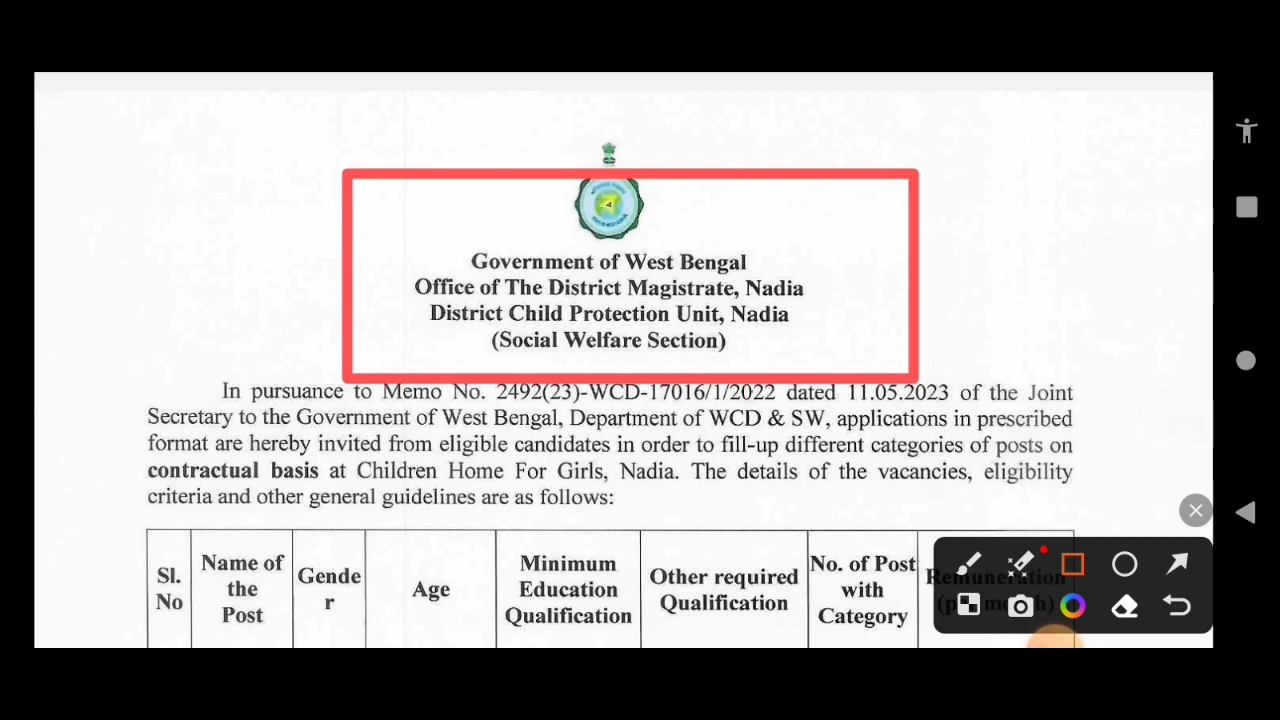 Government of West Bengal
Office of The District Magistrate, Nadia
District Child Protection Unit, Nadia
(Social Welfare Section)
In pursuance to Memo No. 2492(23)-WCD-17016/1/2022 dated 11.05.2023 of the Joint
Secretary to the Government of West Bengal, Department of WCD & SW, applications in prescribed
format are hereby invited from eligible candidates in order to fill-up different categories of posts on
contractual basis at Children Home For Girls, Nadia. The details of the vacancies, eligibility
criteria and other general guidelines are as follows:
Sl. No
Name of the Post
Gende r
Age
Minimum Education Qualification
Other required Qualification
No. of Post with Category
Remuneration